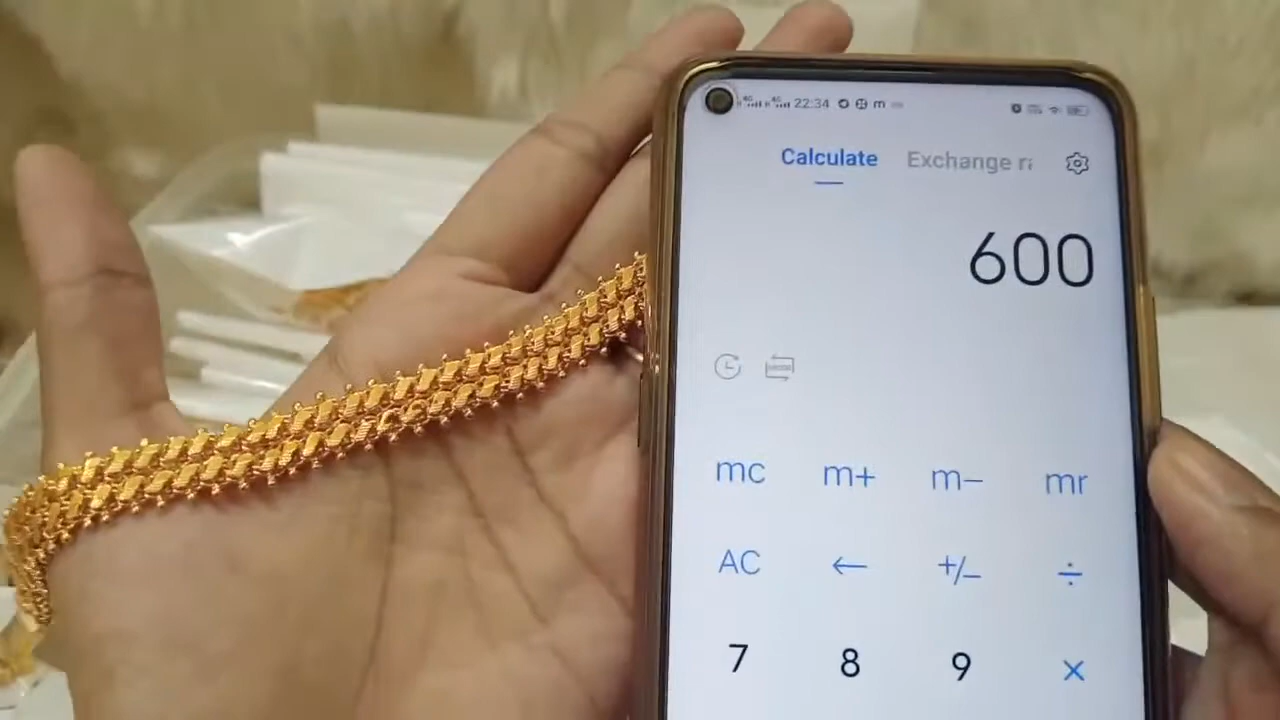 22:34 m
Calculate Exchange r
600
mc m+ m– mr
AC ← +/– ÷
7 8 9 ×